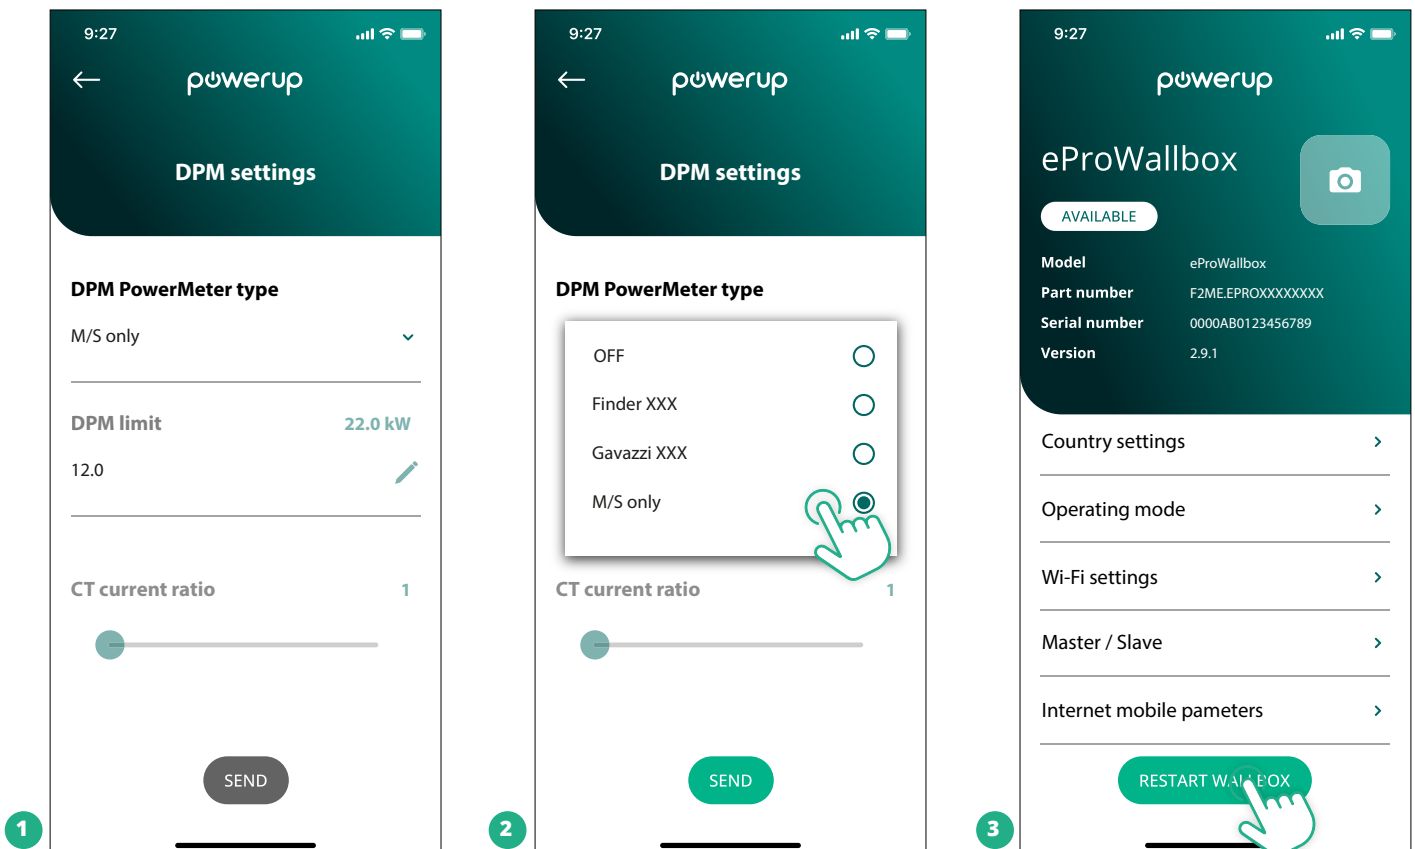 9:27
powerup
DPM settings
DPM PowerMeter type
M/S only
DPM limit 22.0 kW
12.0
CT current ratio 1
SEND
1
9:27
powerup
DPM settings
DPM PowerMeter type
OFF
Finder XXX
Gavazzi XXX
M/S only
CT current ratio 1
SEND
2
9:27
powerup
eProWallbox
AVAILABLE
Model eProWallbox
Part number F2ME.EPROXXXXXXXX
Serial number 0000AB0123456789
Version 2.9.1
Country settings
Operating mode
Wi-Fi settings
Master / Slave
Internet mobile pameters
RESTART WALLBOX
3